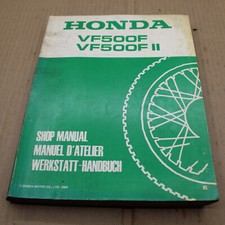 HONDA
VF500F
VF500F II
SHOP MANUAL
MANUEL D'ATELIER
WERKSTATT-HANDBUCH